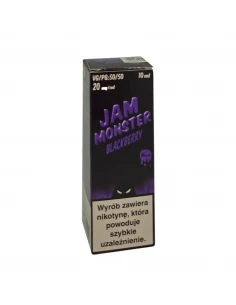 VG/PG:50/50
10 ml
20 mg/ml
JAM
MONSTER
BLACKBERRY
Wyrób zawiera
nikotynę, która
powoduje
szybkie
uzależnienie.